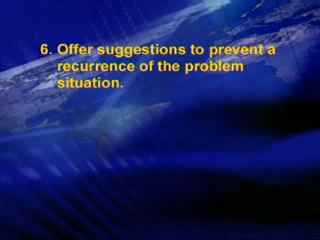 6. Offer suggestions to prevent a
recurrence of the problem
situation.